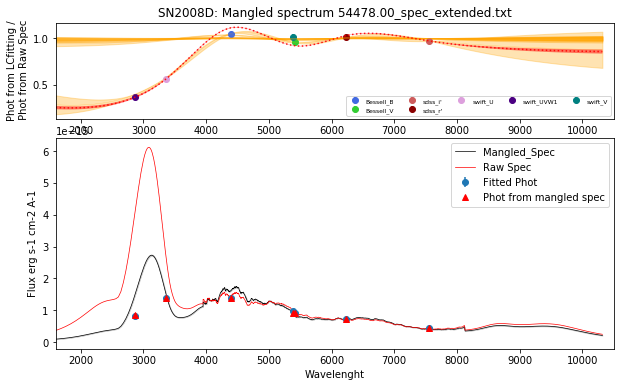 SN2008D: Mangled spectrum 54478.00_spec_extended.txt
Phot from LCfitting /
Phot from Raw Spec
1.0
0.5
Bessell_B
Bessell_V
sdss_i'
sdss_r'
swift_U
swift_UVW1
swift_V
2000 3000 4000 5000 6000 7000 8000 9000 10000
Flux erg s-1 cm-2 A-1
6
5
4
3
2
1
0
Mangled_Spec
Raw Spec
Fitted Phot
Phot from mangled spec
2000 3000 4000 5000 6000 7000 8000 9000 10000
Wavelenght